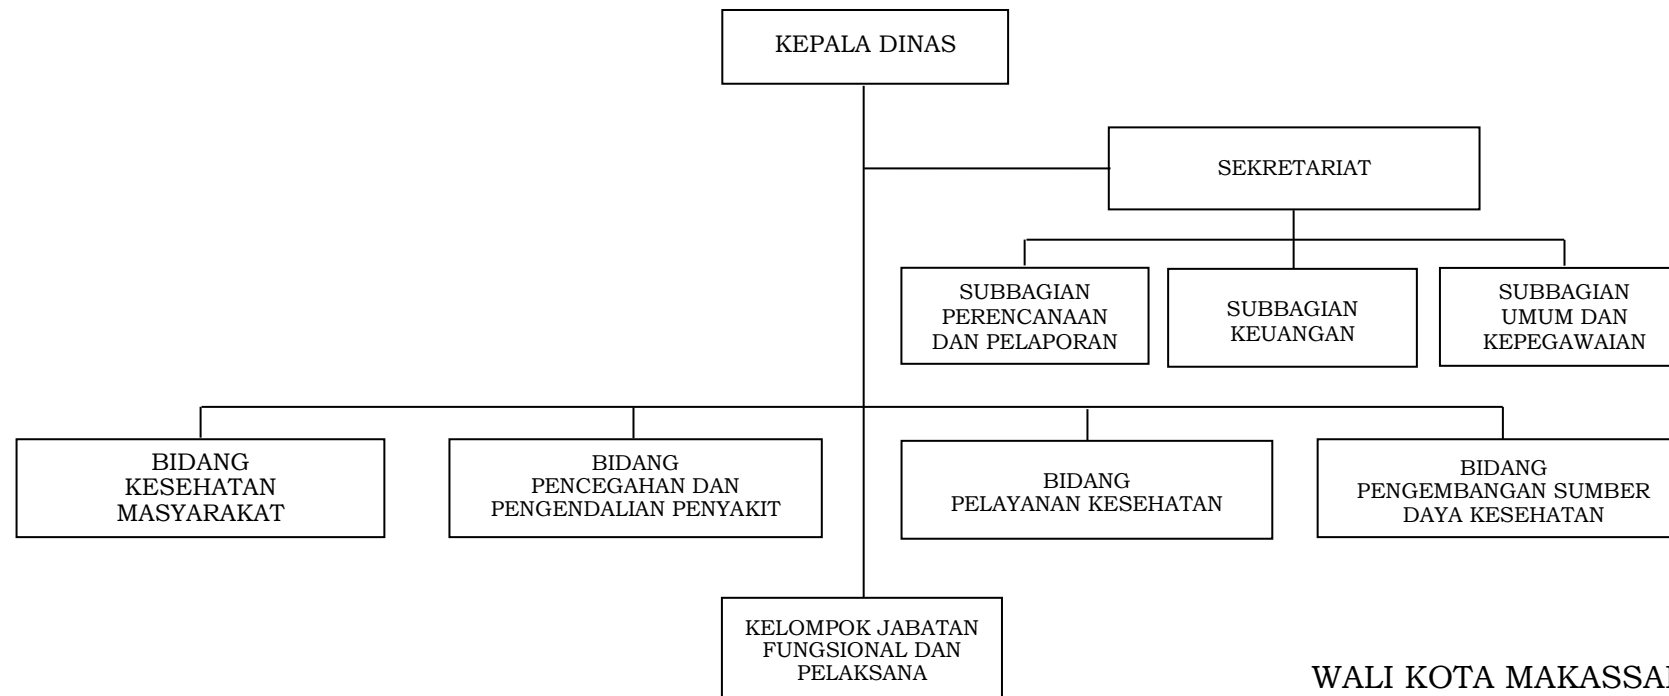 KEPALA DINAS
SEKRETARIAT
SUBBAGIAN
PERENCANAAN
DAN PELAPORAN
SUBBAGIAN
KEUANGAN
SUBBAGIAN
UMUM DAN
KEPEGAWAIAN
BIDANG
KESEHATAN
MASYARAKAT
BIDANG
PENCEGAHAN DAN
PENGENDALIAN PENYAKIT
BIDANG
PELAYANAN KESEHATAN
BIDANG
PENGEMBANGAN SUMBER
DAYA KESEHATAN
KELOMPOK JABATAN
FUNGSIONAL DAN
PELAKSANA
WALI KOTA MAKASSAR